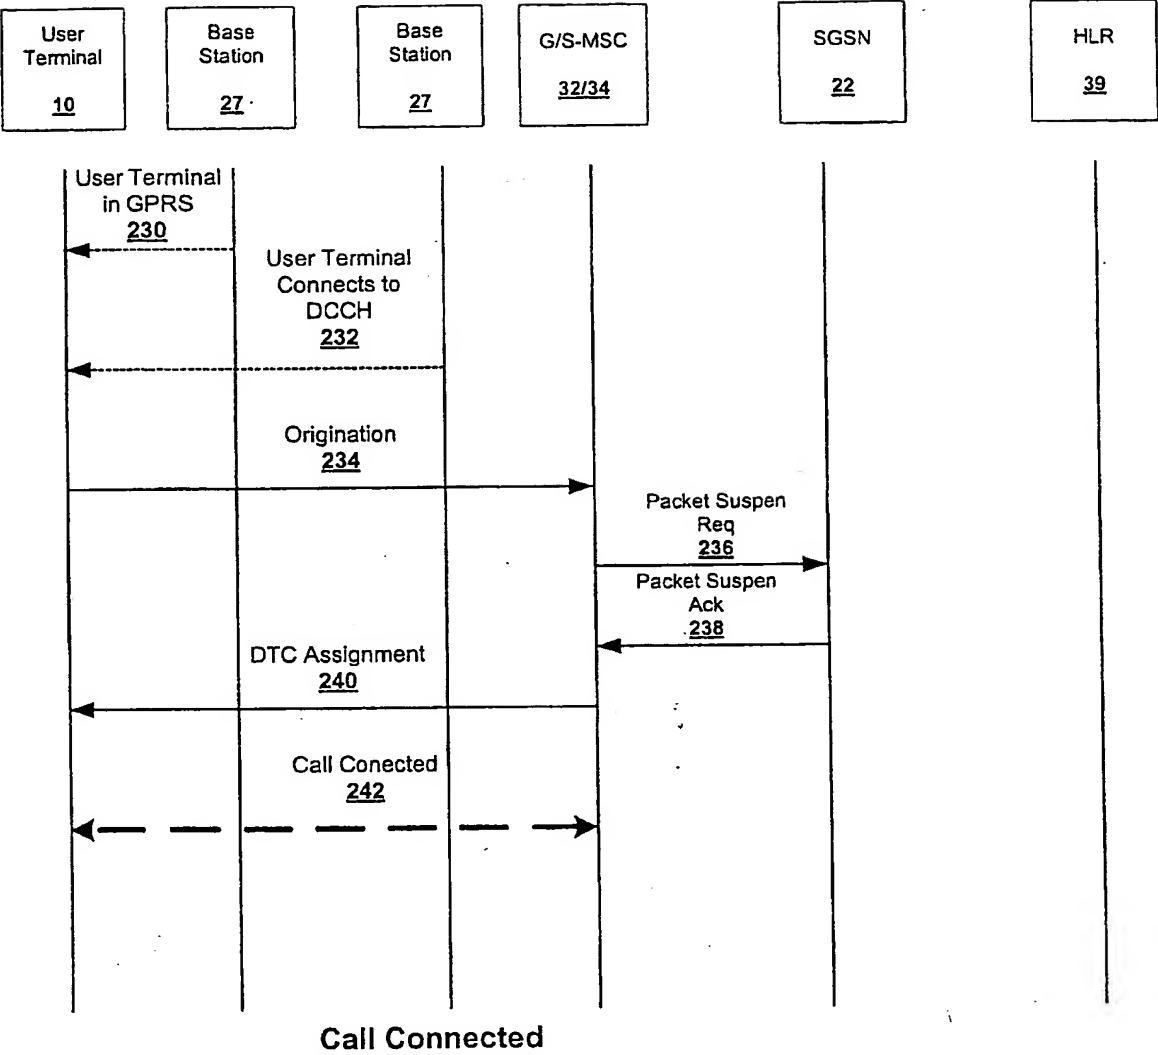 User
Terminal
10
Base
Station
27
Base
Station
27
G/S-MSC
32/34
SGSN
22
HLR
39
User Terminal
in GPRS
230
User Terminal
Connects to
DCCH
232
Origination
234
Packet Suspen
Req
236
Packet Suspen
Ack
238
DTC Assignment
240
Call Conected
242
Call Connected